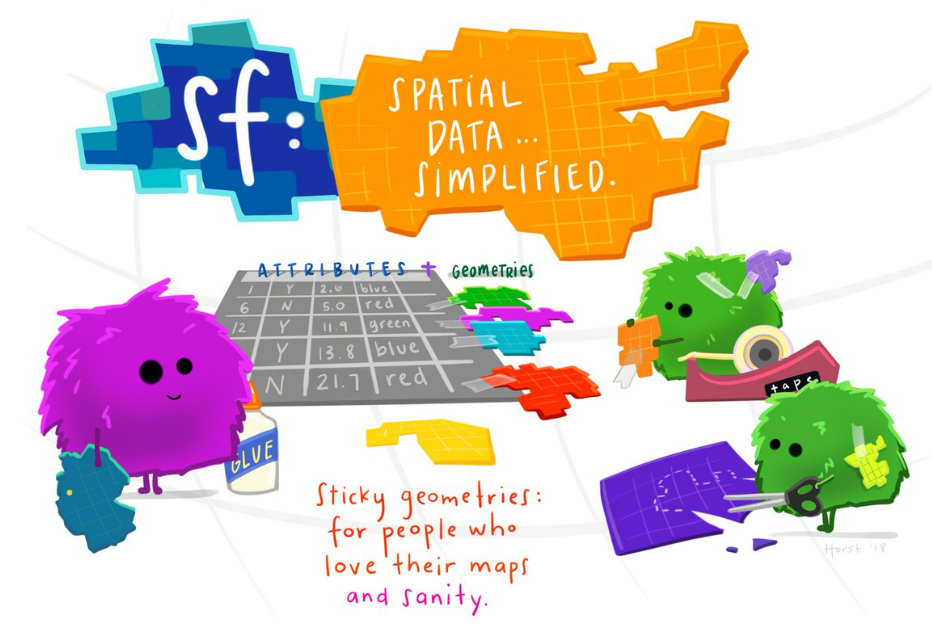 sf:
SPATIAL
DATA...
SIMPLIFIED.
ATTRIBUTES + GEOMETRIES
1 Y 2.6 blue
6 N 5.0 red
12 Y 11.9 green
Y 13.8 blue
N 21.7 red
tape
GLUE
Sticky geometries:
for people who
love their maps
and sanity.
Horst '18